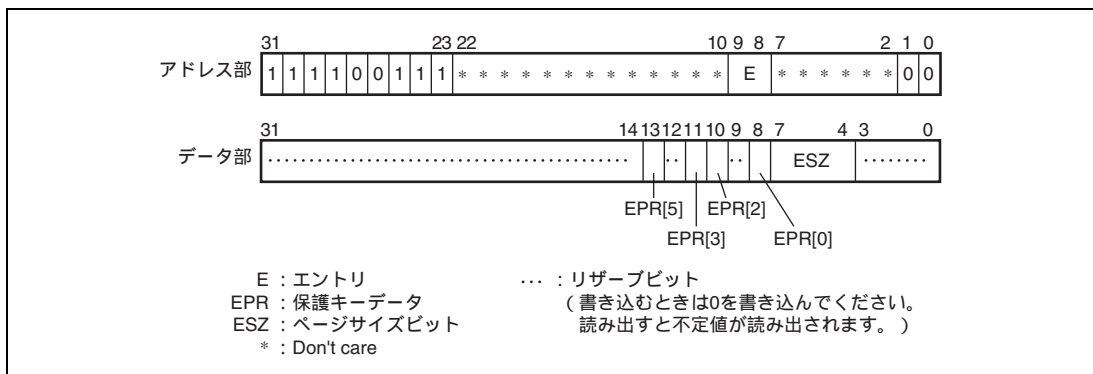 31 23 22 10 9 8 7 2 1 0
アドレス部 1 1 1 1 0 0 1 1 1 * * * * * * * * * * * * * E * * * * * * 0 0
31 14 13 12 11 10 9 8 7 4 3 0
データ部 ‥‥‥‥‥‥‥‥‥‥‥‥‥‥‥‥‥‥ ‥ ‥ ESZ ‥‥‥‥
EPR[5] EPR[2]
EPR[3] EPR[0]
E : エントリ ... : リザーブビット
EPR : 保護キーデータ ( 書き込むときは0を書き込んでください。
ESZ : ページサイズビット 読み出すと不定値が読み出されます。 )
* : Don't care